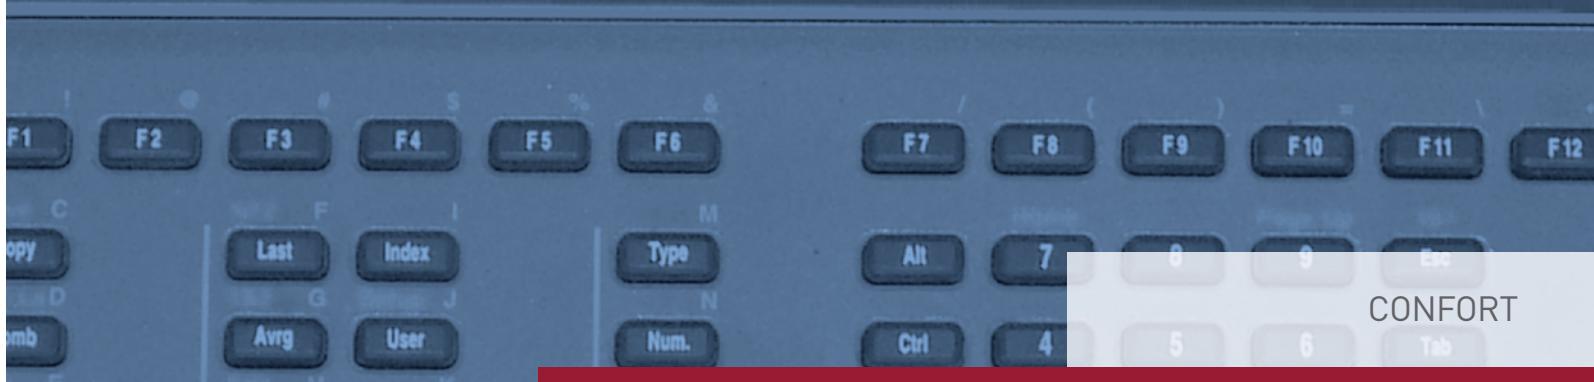 ! @ # $ % & / ( ) = \
F1 F2 F3 F4 F5 F6 F7 F8 F9 F10 F11 F12
C F I M
opy Last Index Type Alt 7 8 9 Esc
D G J N
omb Avrg User Num. Ctrl 4 5 6 Tab
CONFORT